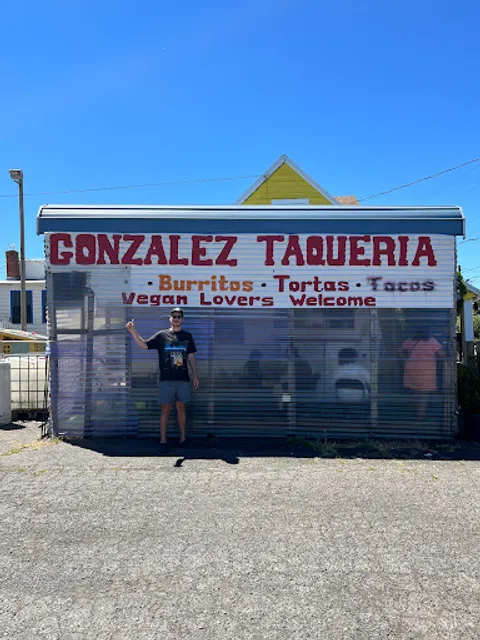 GONZALEZ TAQUERIA
· Burritos · Tortas · Tacos
Vegan Lovers Welcome